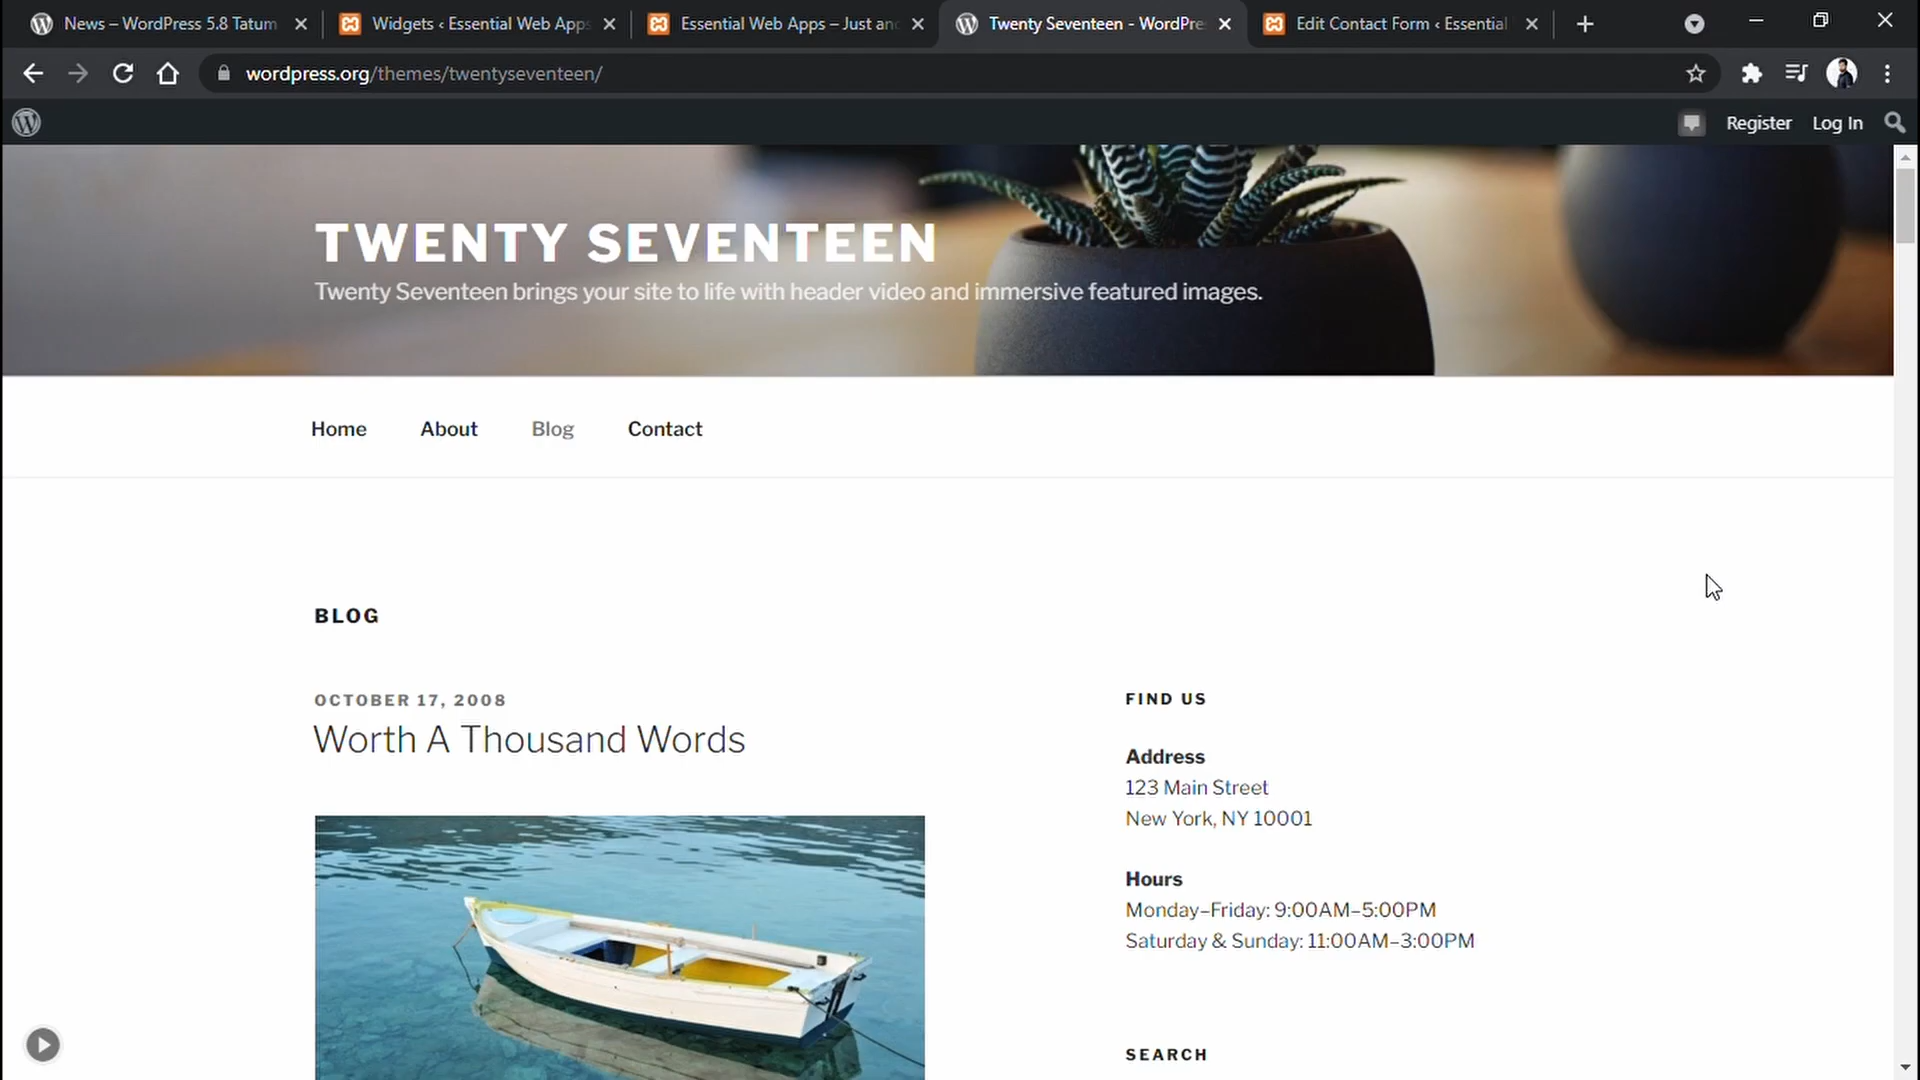 News – WordPress 5.8 Tatum
Widgets ‹ Essential Web Apps
Essential Web Apps – Just an
Twenty Seventeen - WordPre
Edit Contact Form ‹ Essential
wordpress.org/themes/twentyseventeen/
Register
Log In
TWENTY SEVENTEEN
Twenty Seventeen brings your site to life with header video and immersive featured images.
Home
About
Blog
Contact
BLOG
OCTOBER 17, 2008
Worth A Thousand Words
FIND US
Address
123 Main Street
New York, NY 10001
Hours
Monday–Friday: 9:00AM–5:00PM
Saturday & Sunday: 11:00AM–3:00PM
SEARCH